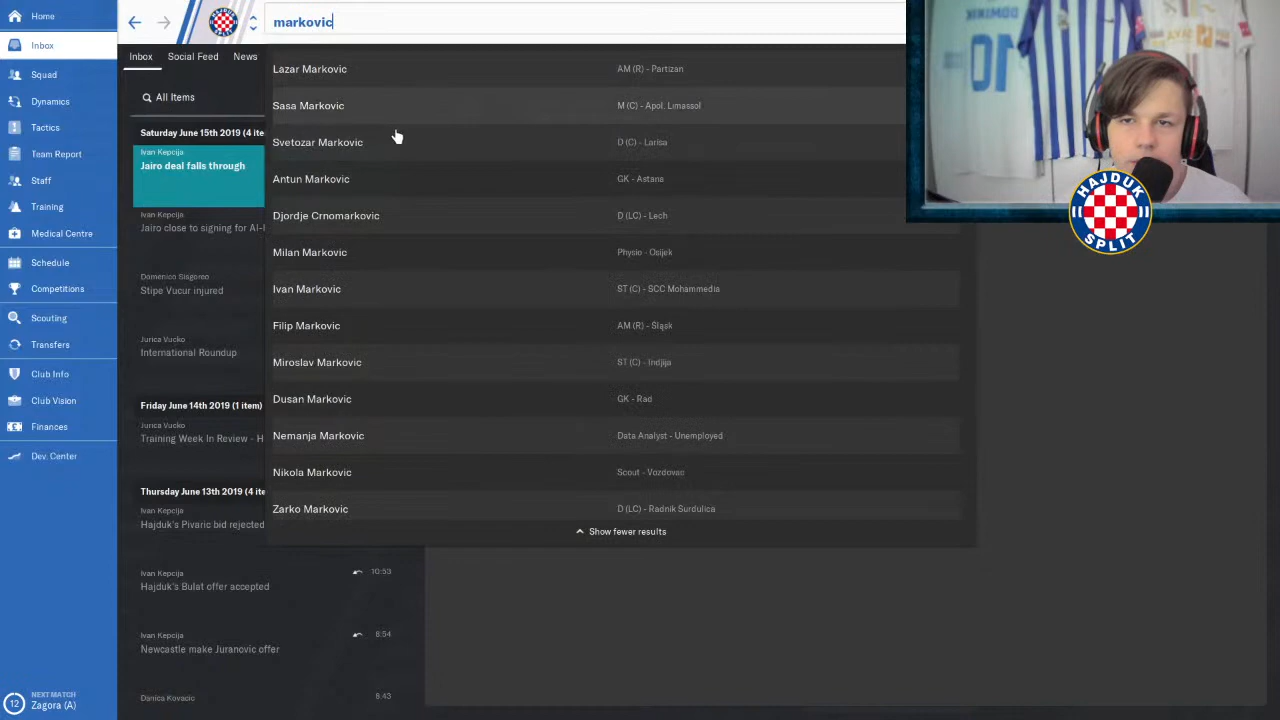 Home
Inbox
Squad
Dynamics
Tactics
Team Report
Staff
Training
Medical Centre
Schedule
Competitions
Scouting
Transfers
Club Info
Club Vision
Finances
Dev. Center
NEXT MATCH
12 Zagora (A)
markovic
Inbox Social Feed News
All Items
Saturday June 15th 2019 (4 ite
Ivan Kepcija
Jairo deal falls through
Ivan Kepcija
Jairo close to signing for Al-
Domenico Sisgoreo
Stipe Vucur injured
Jurica Vucko
International Roundup
Friday June 14th 2019 (1 item)
Jurica Vucko
Training Week In Review - H
Thursday June 13th 2019 (4 ite
Ivan Kepcija
Hajduk's Pivaric bid rejected
Ivan Kepcija 10:53
Hajduk's Bulat offer accepted
Ivan Kepcija 8:54
Newcastle make Juranovic offer
Danica Kovacic 8:43
Lazar Markovic AM (R) - Partizan
Sasa Markovic M (C) - Apol. Limassol
Svetozar Markovic D (C) - Larisa
Antun Markovic GK - Astana
Djordje Crnomarkovic D (LC) - Lech
Milan Markovic Physio - Osijek
Ivan Markovic ST (C) - SCC Mohammedia
Filip Markovic AM (R) - Śląsk
Miroslav Markovic ST (C) - Indjija
Dusan Markovic GK - Rad
Nemanja Markovic Data Analyst - Unemployed
Nikola Markovic Scout - Vozdovac
Zarko Markovic D (LC) - Radnik Surdulica
Show fewer results
DOMINIK
10
HAJDUK
SPLIT